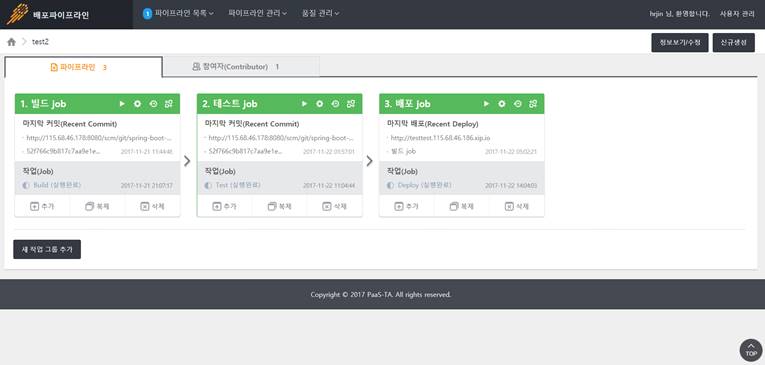 배포파이프라인
1 파이프라인 목록
파이프라인 관리
품질 관리
hrjin 님, 환영합니다.
사용자 관리
test2
정보보기/수정
신규생성
파이프라인 3
참여자(Contributor) 1
1. 빌드 job
마지막 커밋(Recent Commit)
· http://115.68.46.178:8080/scm/git/spring-boot-...
· 52f766c9b817c7aa9e1e... 2017-11-21 11:44:48
작업(Job)
Build (실행완료) 2017-11-21 21:07:17
추가 복제 삭제
2. 테스트 job
마지막 커밋(Recent Commit)
· http://115.68.46.178:8080/scm/git/spring-boot-...
· 52f766c9b817c7aa9e1e... 2017-11-22 01:57:01
작업(Job)
Test (실행완료) 2017-11-22 11:04:44
추가 복제 삭제
3. 배포 job
마지막 배포(Recent Deploy)
· http://testtest.115.68.46.186.xip.io
· 빌드 job 2017-11-22 05:02:21
작업(Job)
Deploy (실행완료) 2017-11-22 14:04:03
추가 복제 삭제
새 작업 그룹 추가
Copyright © 2017 PaaS-TA. All rights reserved.
TOP